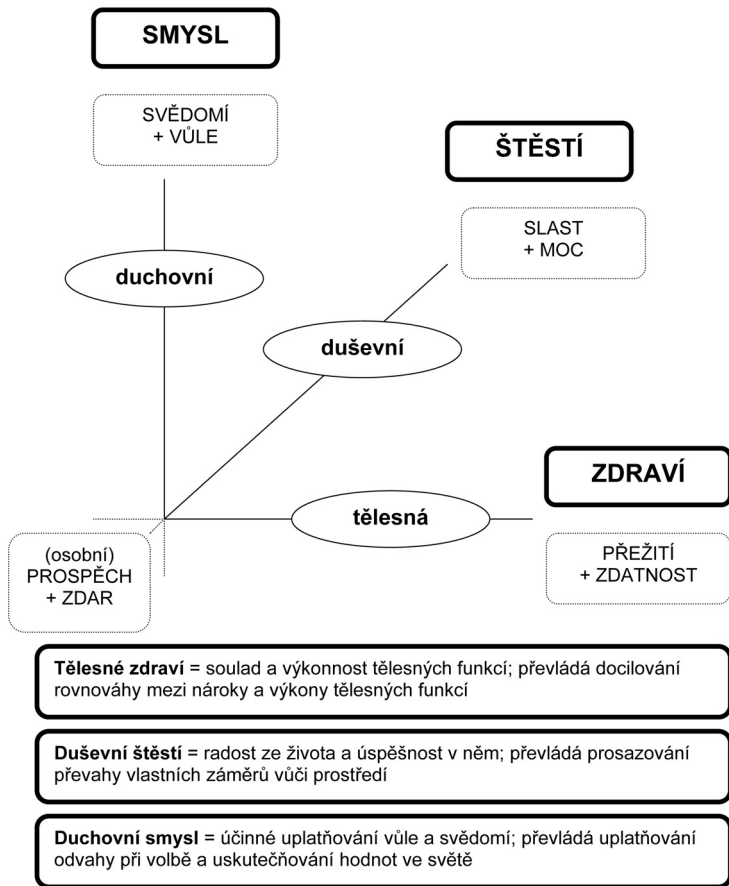 SMYSL
SVĚDOMÍ
+ VŮLE
ŠTĚSTÍ
SLAST
+ MOC
duchovní
duševní
ZDRAVÍ
tělesná
(osobní)
PROSPĚCH
+ ZDAR
PŘEŽITÍ
+ ZDATNOST
Tělesné zdraví = soulad a výkonnost tělesných funkcí; převládá docilování
rovnováhy mezi nároky a výkony tělesných funkcí
Duševní štěstí = radost ze života a úspěšnost v něm; převládá prosazování
převahy vlastních záměrů vůči prostředí
Duchovní smysl = účinné uplatňování vůle a svědomí; převládá uplatňování
odvahy při volbě a uskutečňování hodnot ve světě